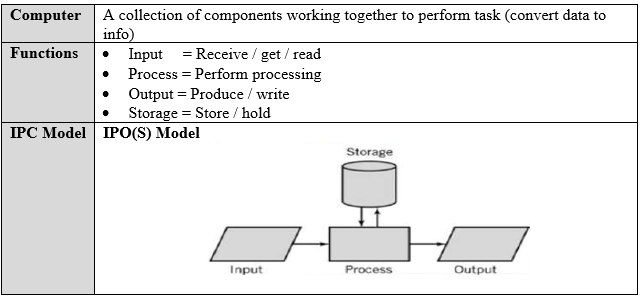 Computer
A collection of components working together to perform task (convert data to
info)
Functions
• Input = Receive / get / read
• Process = Perform processing
• Output = Produce / write
• Storage = Store / hold
IPC Model
IPO(S) Model
Storage
Input
Process
Output